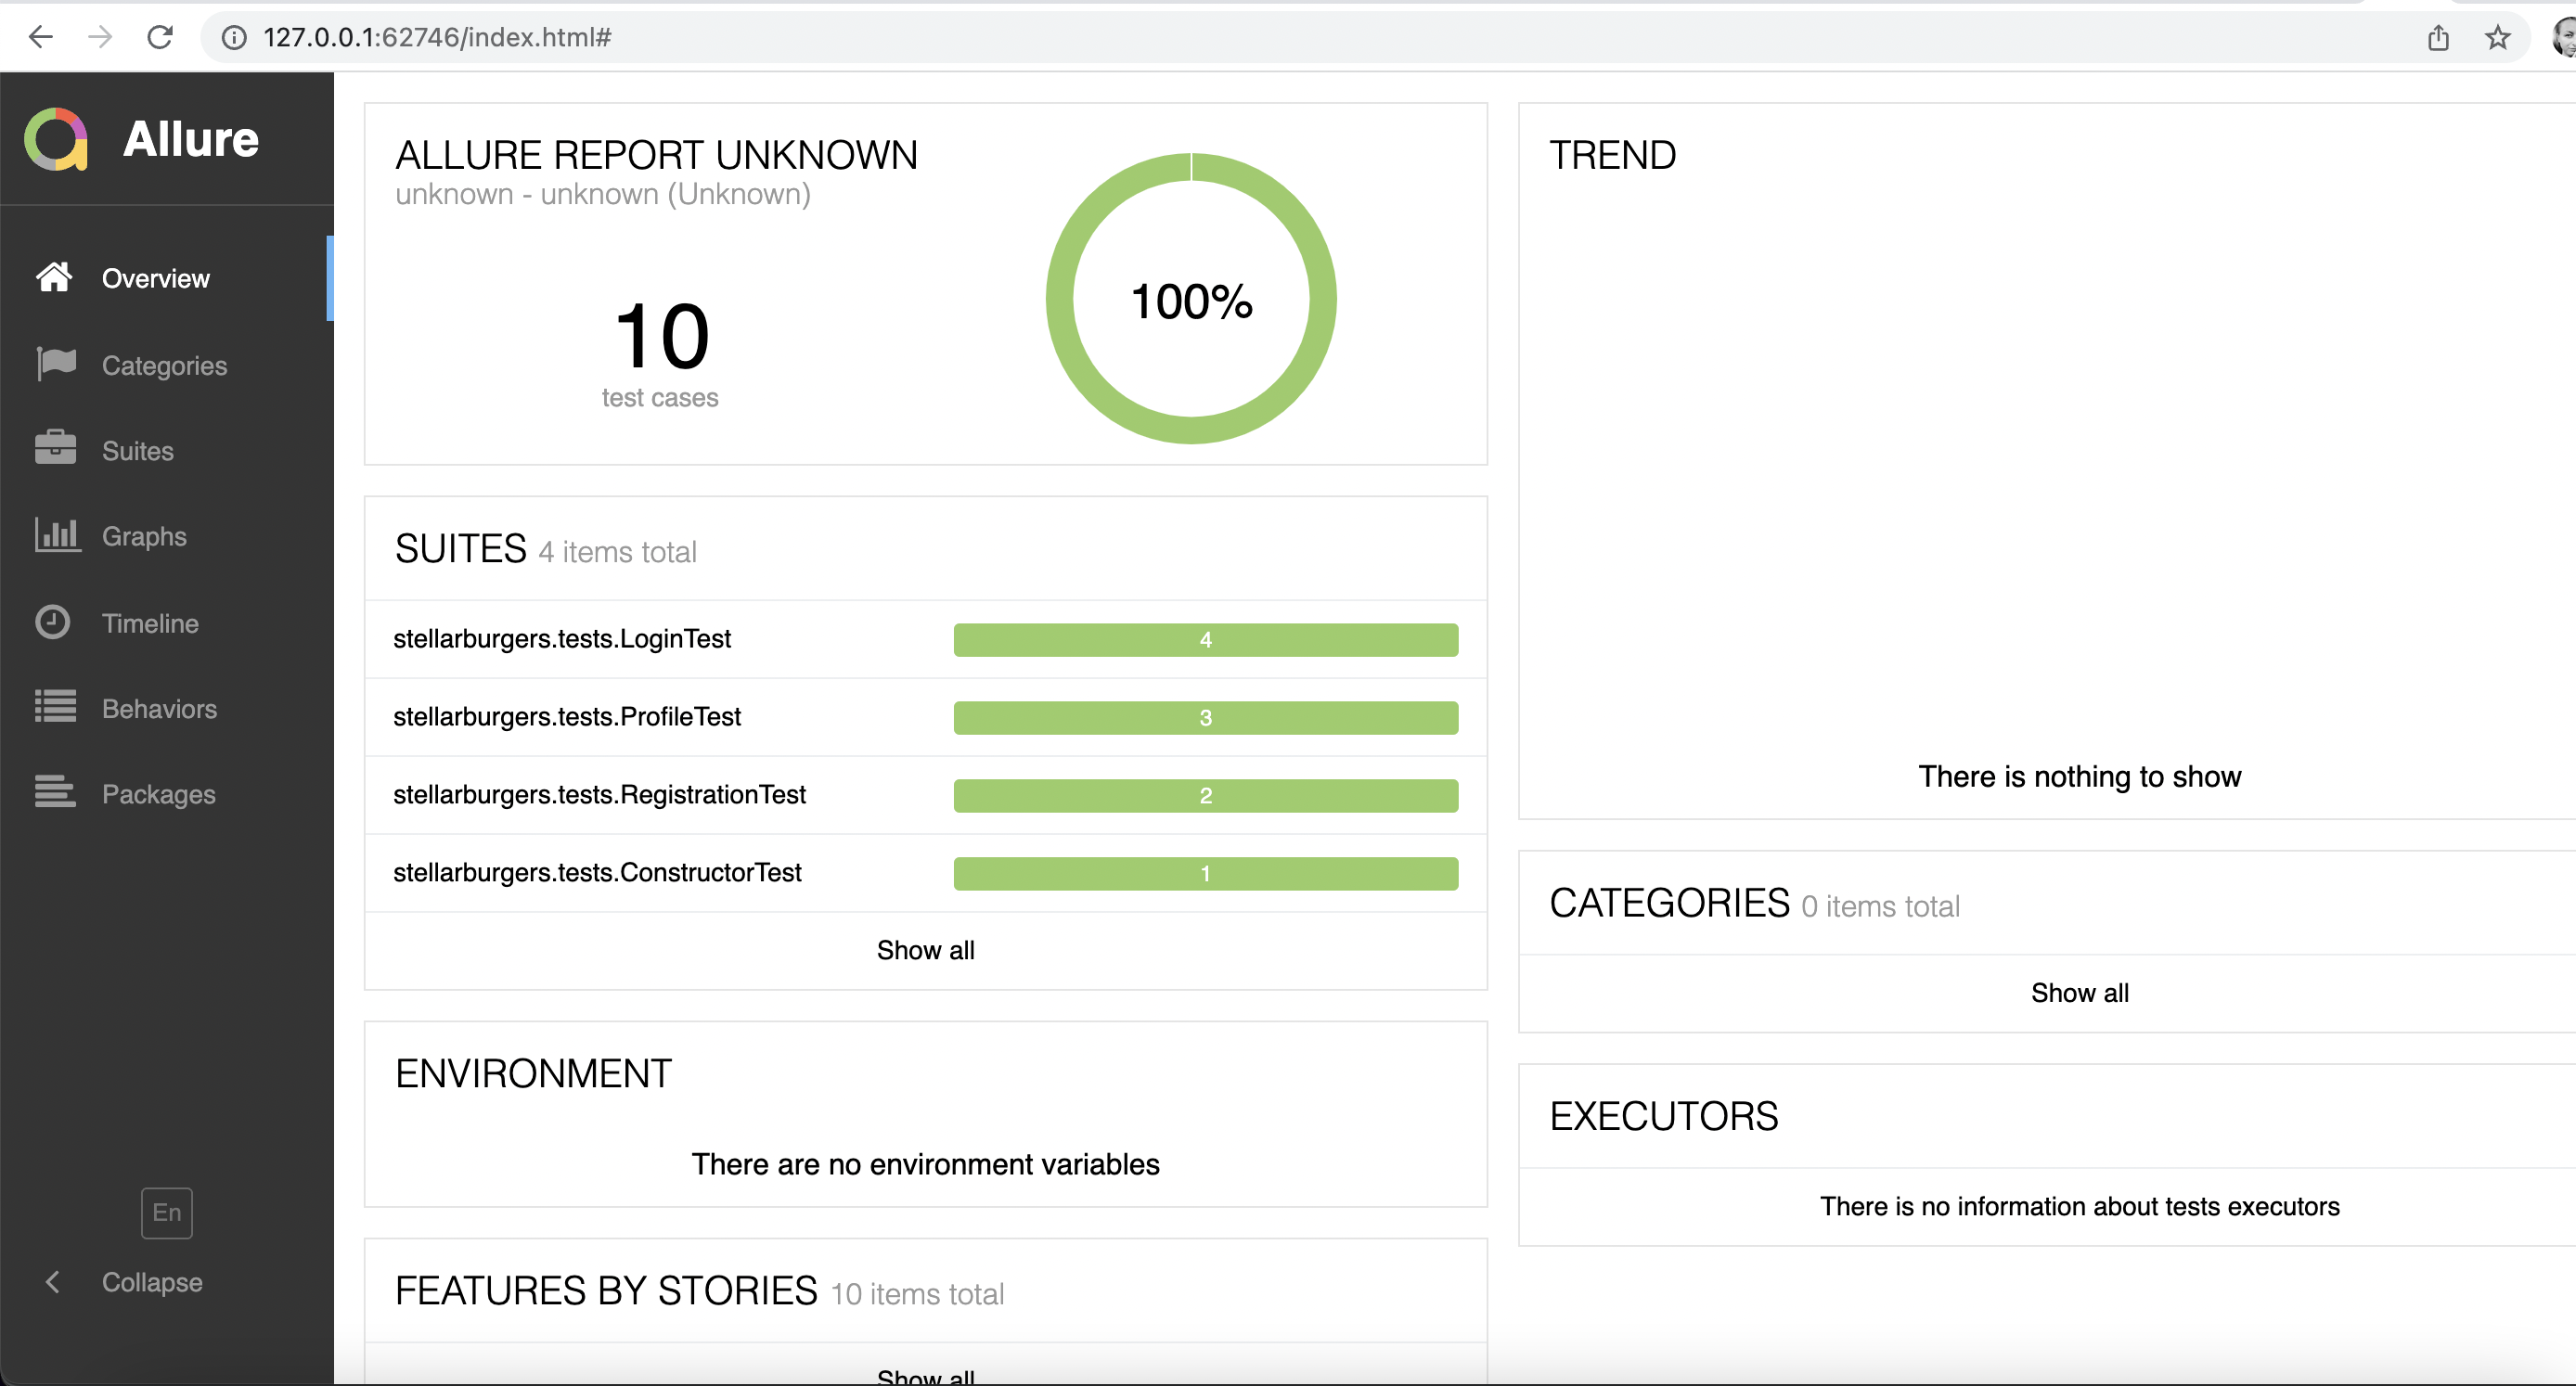 127.0.0.1:62746/index.html#
Allure
Overview
Categories
Suites
Graphs
Timeline
Behaviors
Packages
En
Collapse
ALLURE REPORT UNKNOWN
unknown - unknown (Unknown)
10
test cases
100%
SUITES 4 items total
stellarburgers.tests.LoginTest 4
stellarburgers.tests.ProfileTest 3
stellarburgers.tests.RegistrationTest 2
stellarburgers.tests.ConstructorTest 1
Show all
ENVIRONMENT
There are no environment variables
FEATURES BY STORIES 10 items total
Show all
TREND
There is nothing to show
CATEGORIES 0 items total
Show all
EXECUTORS
There is no information about tests executors